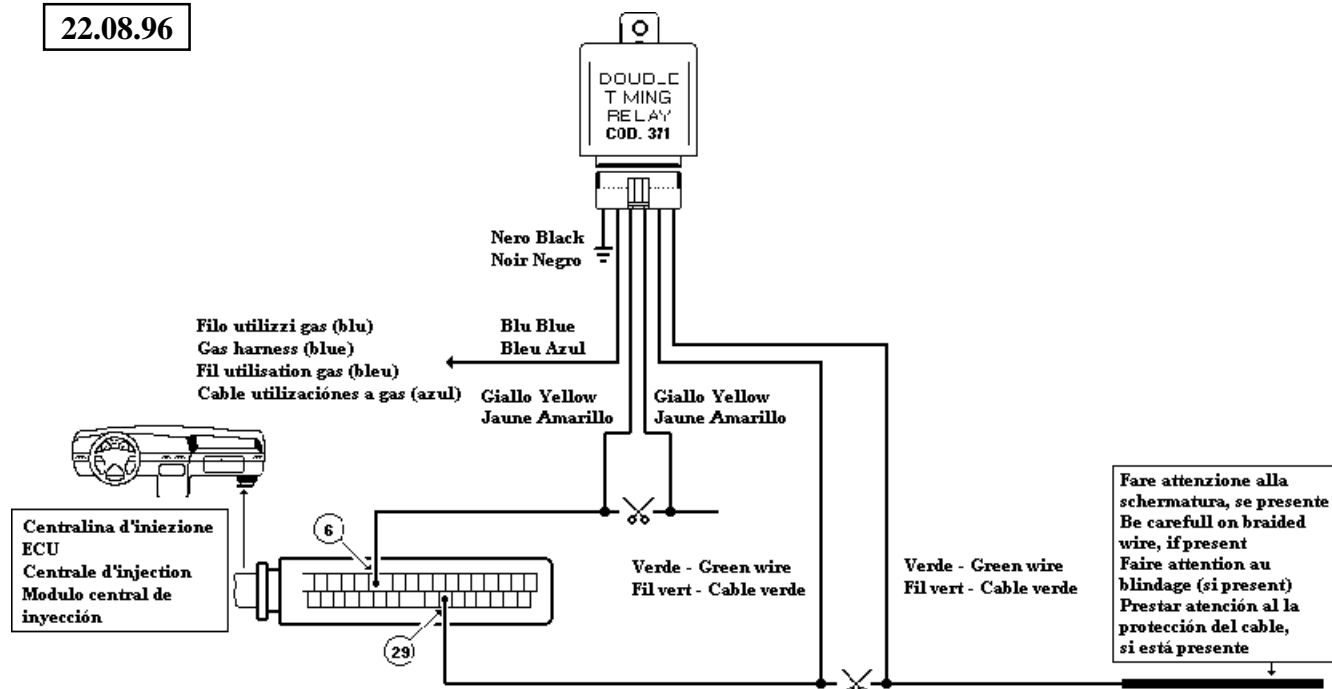 22.08.96
DOUD_E
T MING
RELAY
COD. 371
Nero Black
Noir Negro
Filo utilizzi gas (blu)
Gas harness (blue)
Fil utilisation gas (bleu)
Cable utilizaciónes a gas (azul)
Blu Blue
Bleu Azul
Giallo Yellow
Jaune Amarillo
Giallo Yellow
Jaune Amarillo
Centralina d'iniezione
ECU
Centrale d'injection
Modulo central de
inyección
6
29
Verde - Green wire
Fil vert - Cable verde
Verde - Green wire
Fil vert - Cable verde
Fare attenzione alla
schermatura, se presente
Be carefull on braided
wire, if present
Faire attention au
blindage (si present)
Prestar atención al la
protección del cable,
si está presente